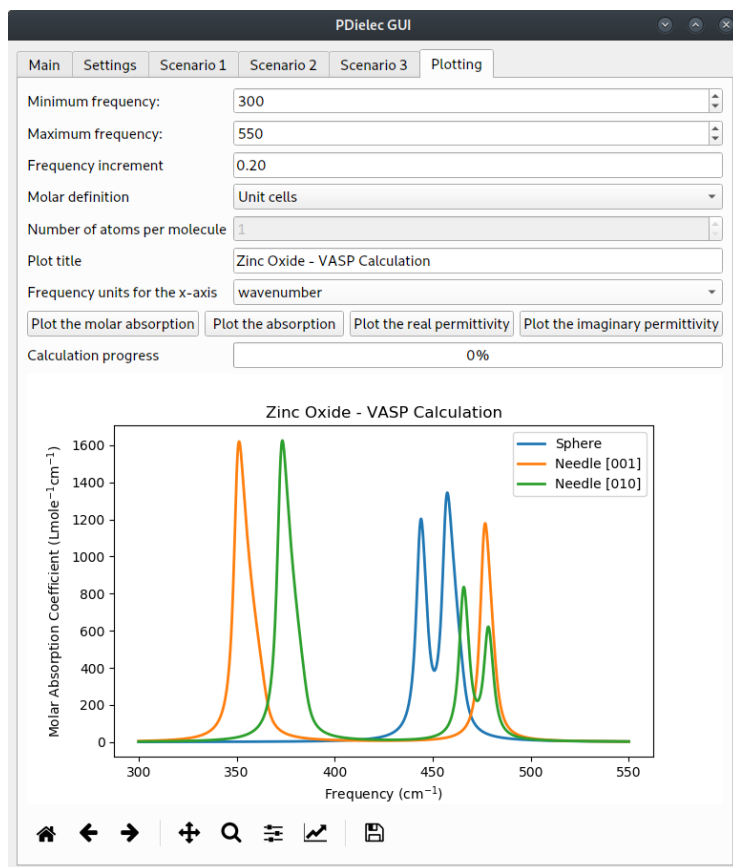 PDielec GUI
Main Settings Scenario 1 Scenario 2 Scenario 3 Plotting
Minimum frequency: 300
Maximum frequency: 550
Frequency increment 0.20
Molar definition Unit cells
Number of atoms per molecule 1
Plot title Zinc Oxide - VASP Calculation
Frequency units for the x-axis wavenumber
Plot the molar absorption Plot the absorption Plot the real permittivity Plot the imaginary permittivity
Calculation progress 0%
Zinc Oxide - VASP Calculation
Molar Absorption Coefficient (Lmole⁻¹cm⁻¹)
1600
1400
1200
1000
800
600
400
200
0
Sphere
Needle [001]
Needle [010]
300 350 400 450 500 550
Frequency (cm⁻¹)